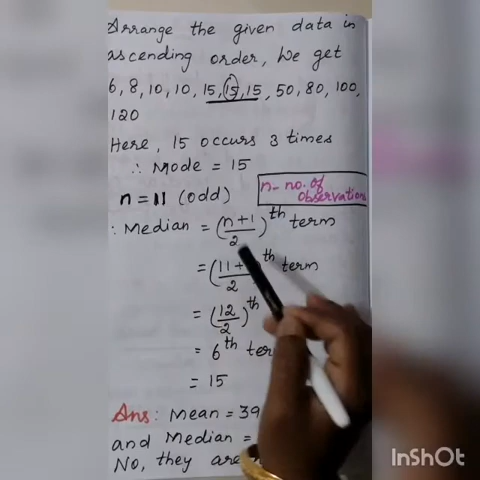 Arrange the given data in
ascending order, We get
6, 8, 10, 10, 15, 15, 15, 50, 80, 100,
120
Here, 15 occurs 3 times
∴ Mode = 15
n = 11 (odd)
n - no. of
observations
∴ Median = (n+1/2)th term
= (11+ /2)th term
= (12/2)th
= 6th ter
= 15
Ans: Mean = 39
and Median =
No, they are
InShOt